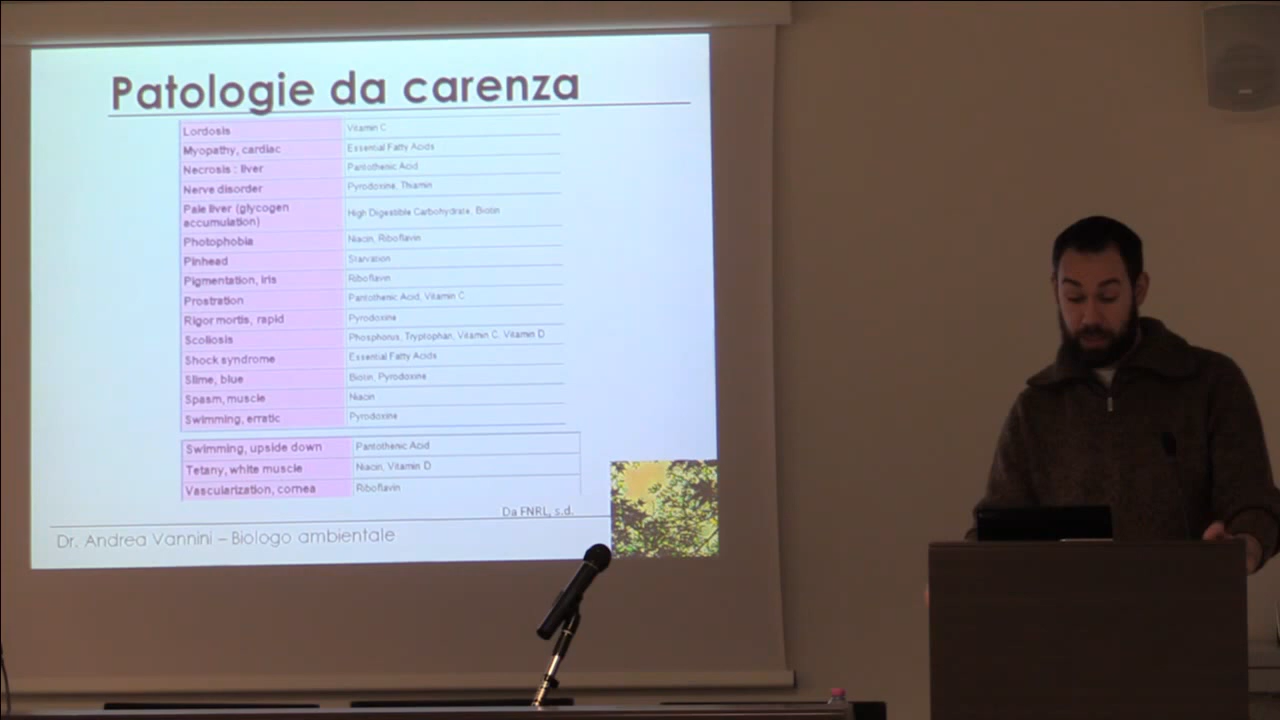 Patologie da carenza
Lordosis Vitamin C
Myopathy, cardiac Essential Fatty Acids
Necrosis : liver Pantothenic Acid
Nerve disorder Pyrodoxine, Thiamin
Pale liver (glycogen
accumulation) High Digestible Carbohydrate, Biotin
Photophobia Niacin, Riboflavin
Pinhead Starvation
Pigmentation, iris Riboflavin
Prostration Pantothenic Acid, Vitamin C
Rigor mortis, rapid Pyrodoxine
Scoliosis Phosphorus, Tryptophan, Vitamin C, Vitamin D
Shock syndrome Essential Fatty Acids
Slime, blue Biotin, Pyrodoxine
Spasm, muscle Niacin
Swimming, erratic Pyrodoxine
Swimming, upside down Pantothenic Acid
Tetany, white muscle Niacin, Vitamin D
Vascularization, cornea Riboflavin
Da FNRL, s.d.
Dr. Andrea Vannini – Biologo ambientale